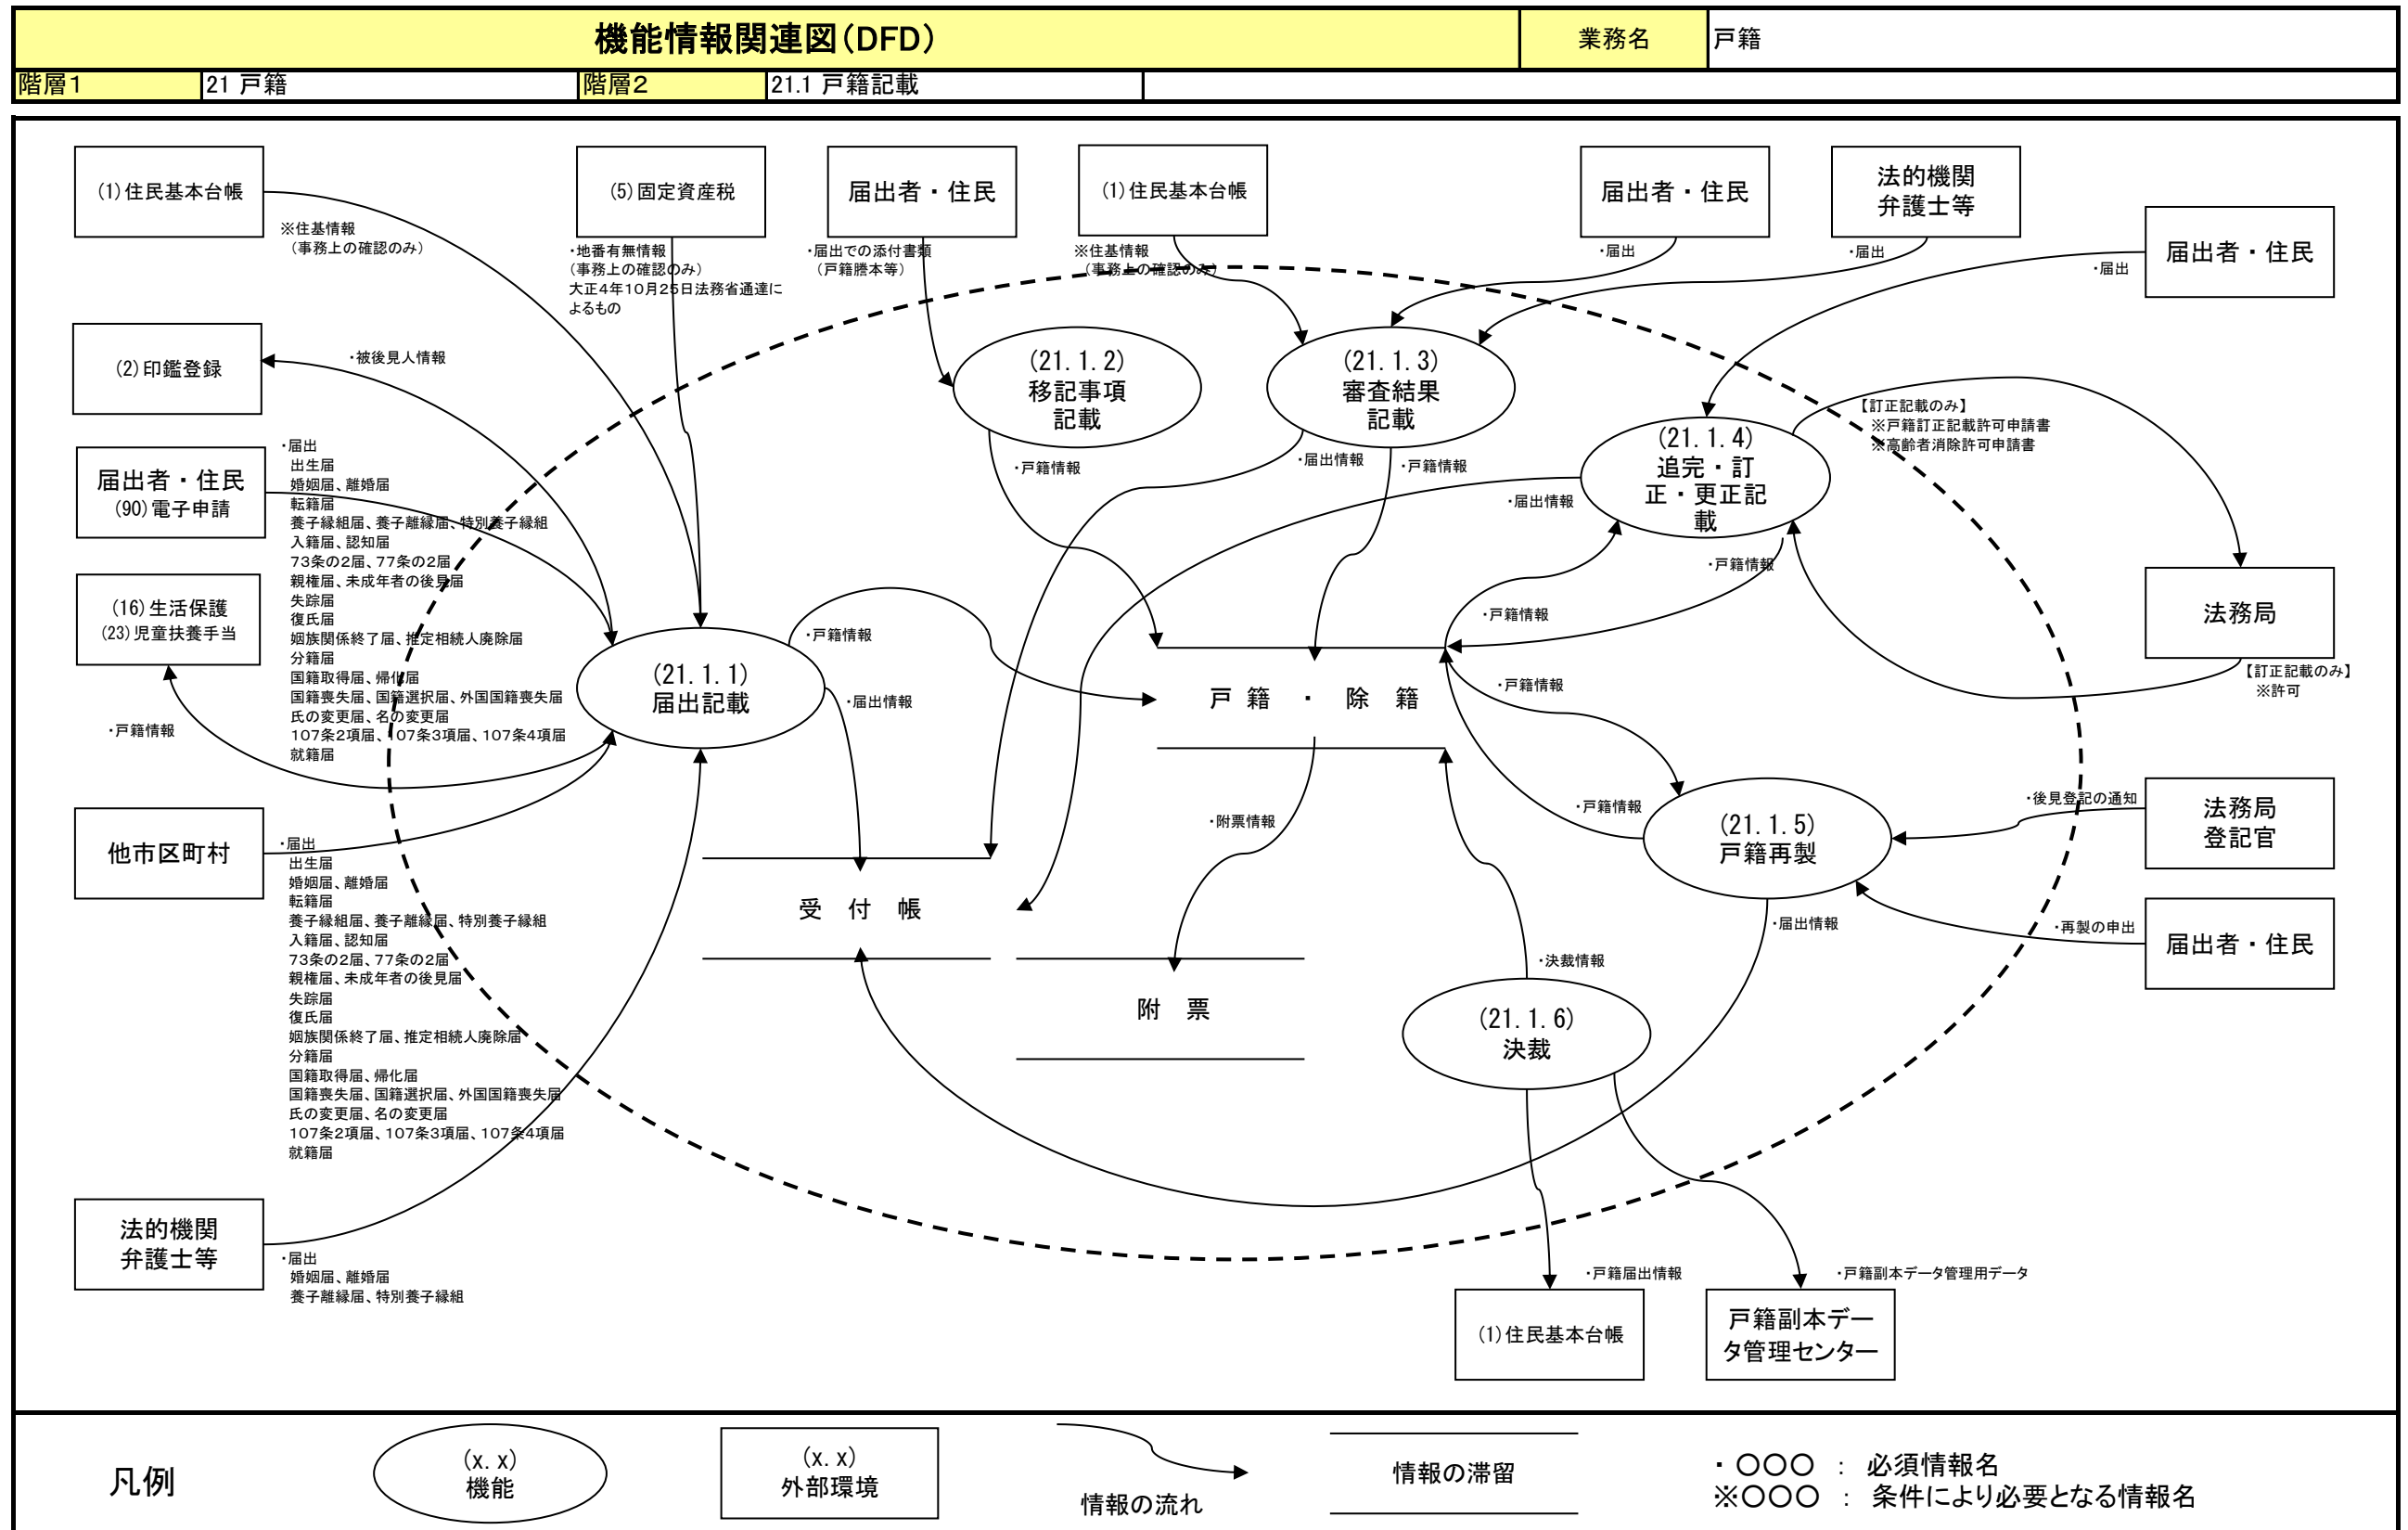 機能情報関連図(DFD)
業務名
戸籍
階層1
21 戸籍
階層2
21.1 戸籍記載
(1)住民基本台帳
※住基情報
(事務上の確認のみ)
(5)固定資産税
・地番有無情報
(事務上の確認のみ)
大正4年10月25日法務省通達に
よるもの
届出者・住民
・届出での添付書類
(戸籍謄本等)
(1)住民基本台帳
※住基情報
(事務上の確認のみ)
届出者・住民
・届出
法的機関
弁護士等
・届出
届出者・住民
・届出
(2)印鑑登録
・被後見人情報
(21.1.2)
移記事項
記載
・戸籍情報
(21.1.3)
審査結果
記載
・届出情報
・戸籍情報
(21.1.4)
追完・訂
正・更正記
載
・届出情報
・戸籍情報
・戸籍情報
【訂正記載のみ】
※戸籍訂正記載許可申請書
※高齢者消除許可申請書
届出者・住民
(90)電子申請
・届出
出生届
婚姻届、離婚届
転籍届
養子縁組届、養子離縁届、特別養子縁組
入籍届、認知届
73条の2届、77条の2届
親権届、未成年者の後見届
失踪届
復氏届
姻族関係終了届、推定相続人廃除届
分籍届
国籍取得届、帰化届
国籍喪失届、国籍選択届、外国国籍喪失届
氏の変更届、名の変更届
107条2項届、107条3項届、107条4項届
就籍届
(16)生活保護
(23)児童扶養手当
・戸籍情報
(21.1.1)
届出記載
・戸籍情報
・届出情報
戸 籍 ・ 除 籍
・戸籍情報
・戸籍情報
法務局
【訂正記載のみ】
※許可
他市区町村
・届出
出生届
婚姻届、離婚届
転籍届
養子縁組届、養子離縁届、特別養子縁組
入籍届、認知届
73条の2届、77条の2届
親権届、未成年者の後見届
失踪届
復氏届
姻族関係終了届、推定相続人廃除届
分籍届
国籍取得届、帰化届
国籍喪失届、国籍選択届、外国国籍喪失届
氏の変更届、名の変更届
107条2項届、107条3項届、107条4項届
就籍届
受 付 帳
・附票情報
附 票
(21.1.5)
戸籍再製
・届出情報
・後見登記の通知
法務局
登記官
・再製の申出
届出者・住民
・決裁情報
(21.1.6)
決裁
法的機関
弁護士等
・届出
婚姻届、離婚届
養子離縁届、特別養子縁組
・戸籍届出情報
(1)住民基本台帳
・戸籍副本データ管理用データ
戸籍副本デー
タ管理センター
凡例
(x.x)
機能
(x.x)
外部環境
情報の流れ
情報の滞留
・ 〇〇〇 : 必須情報名
※〇〇〇 : 条件により必要となる情報名